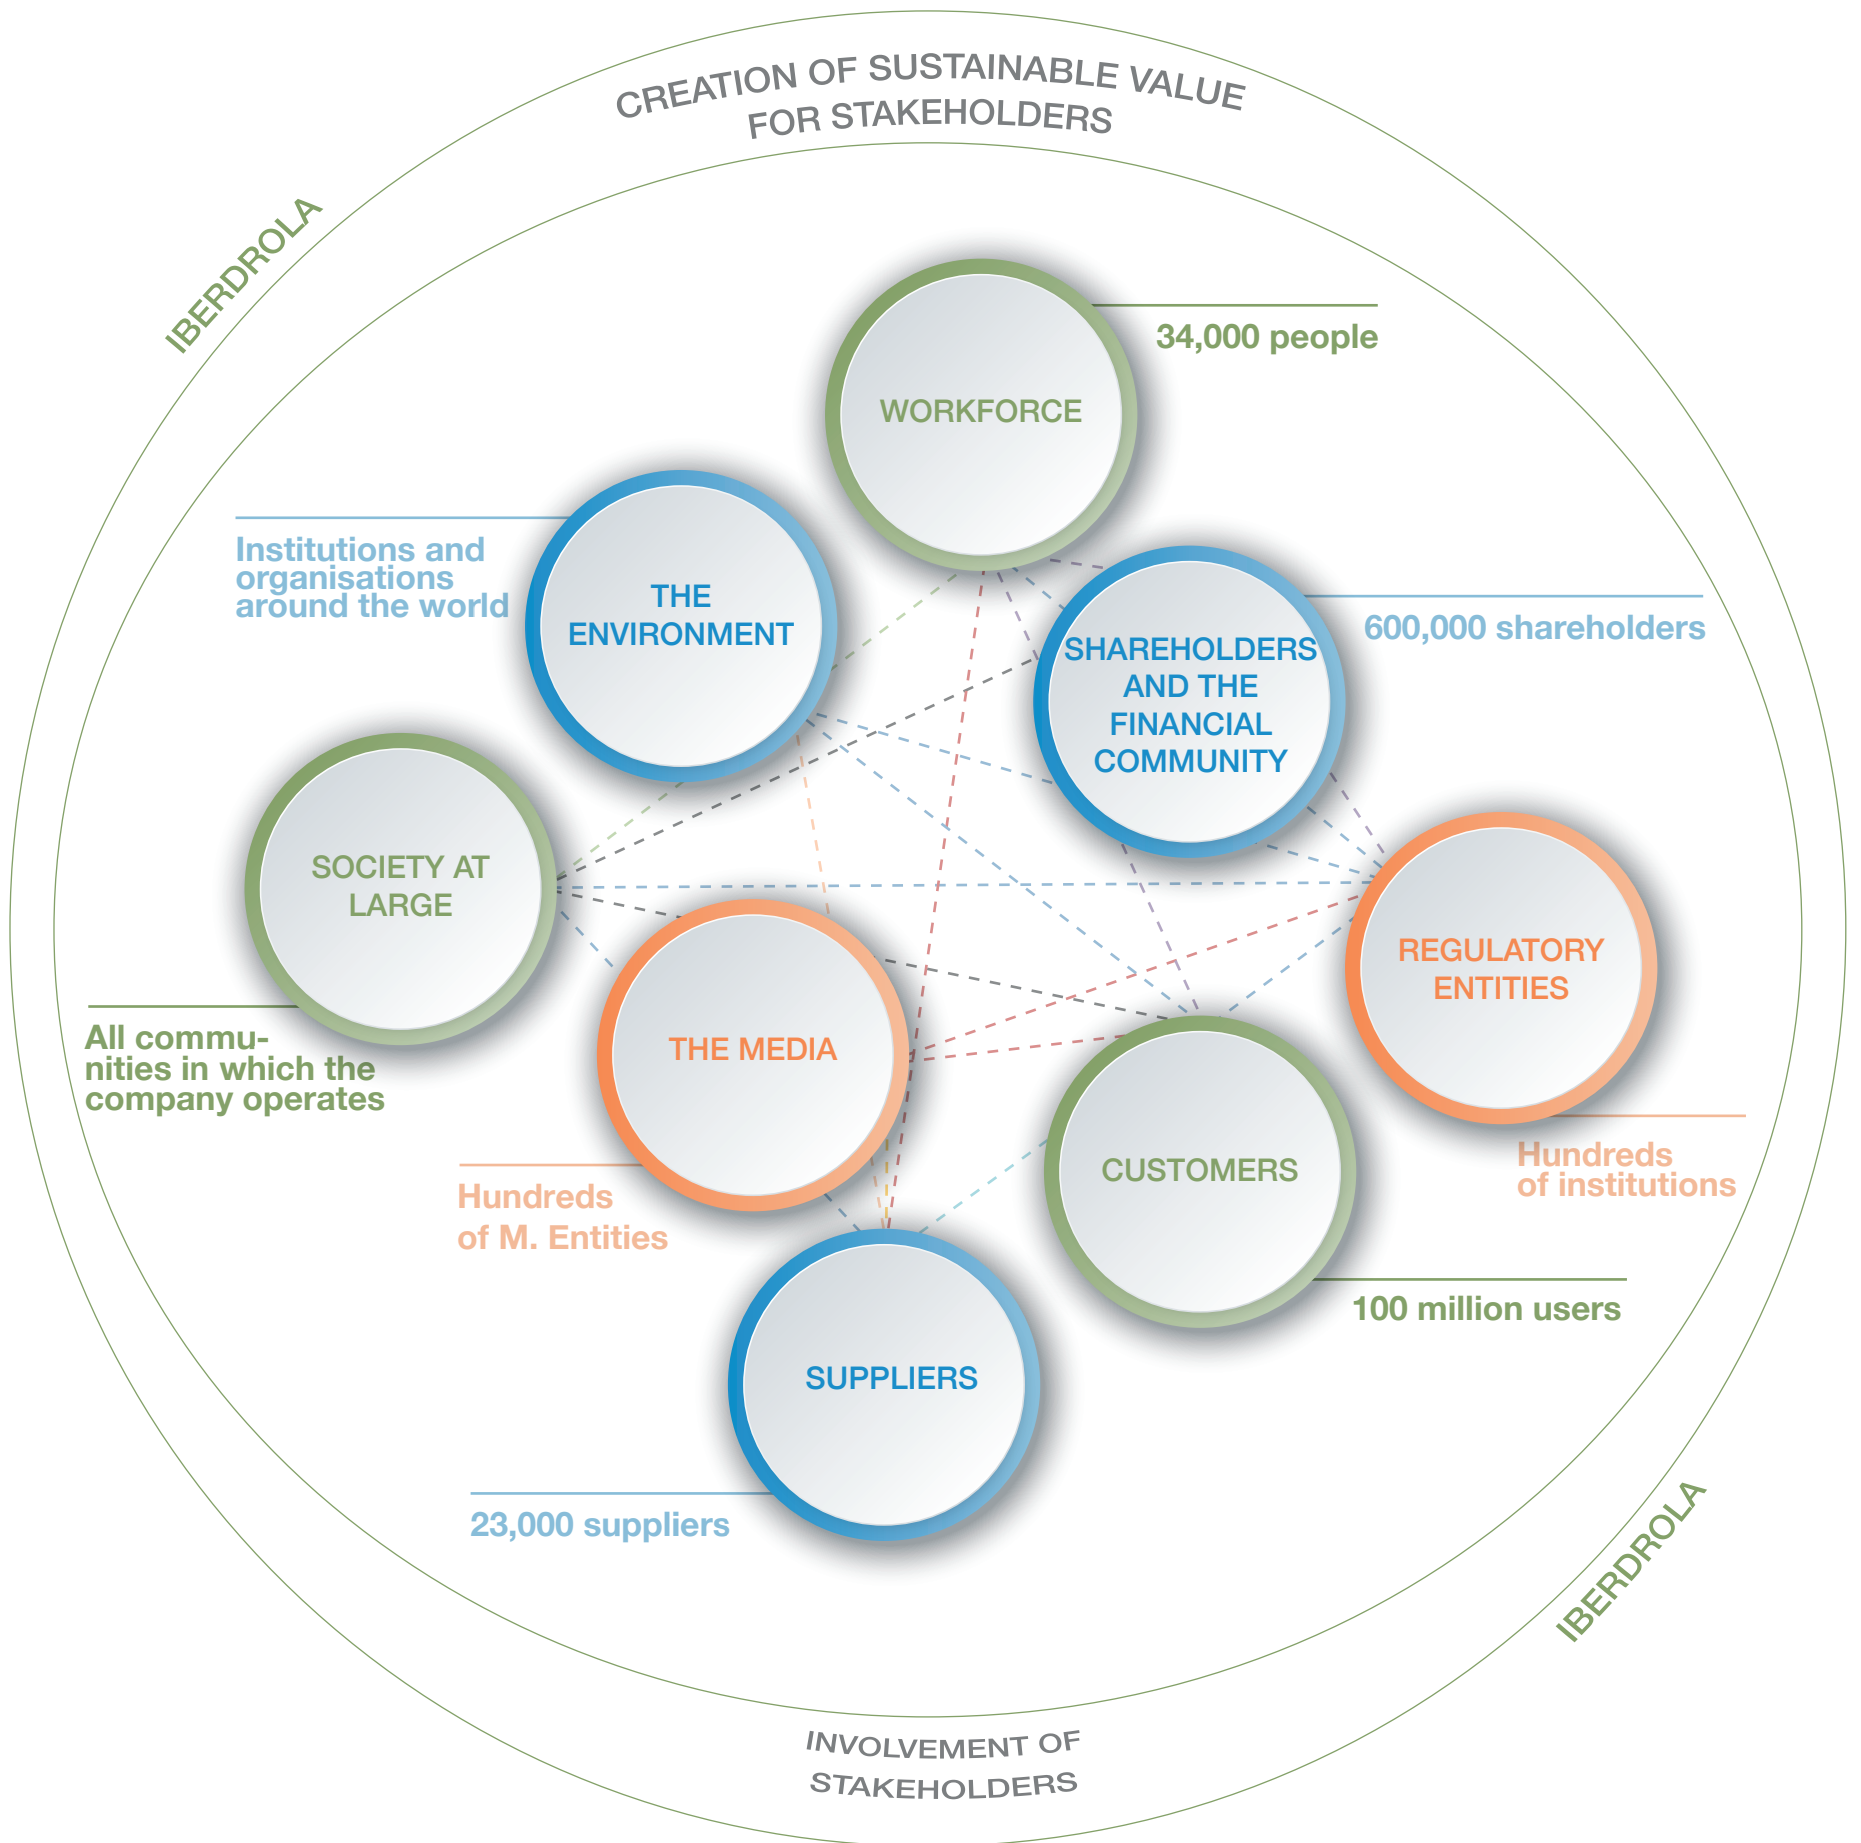 CREATION OF SUSTAINABLE VALUE
FOR STAKEHOLDERS
IBERDROLA
34,000 people
WORKFORCE
Institutions and
organisations
around the world
THE
ENVIRONMENT
600,000 shareholders
SHAREHOLDERS
AND THE
FINANCIAL
COMMUNITY
SOCIETY AT
LARGE
All commu-
nities in which the
company operates
THE MEDIA
Hundreds
of M. Entities
REGULATORY
ENTITIES
Hundreds
of institutions
CUSTOMERS
100 million users
SUPPLIERS
23,000 suppliers
IBERDROLA
INVOLVEMENT OF
STAKEHOLDERS